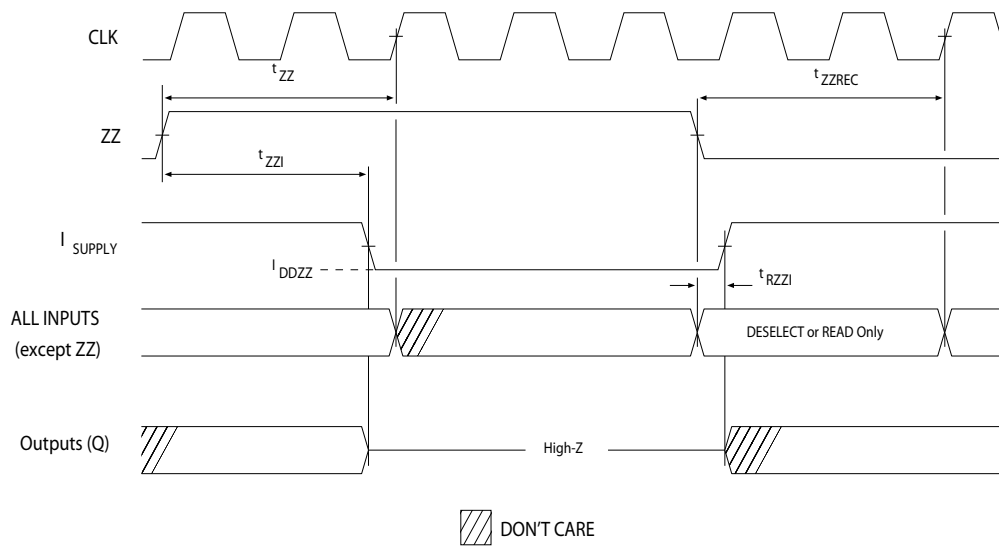 CLK
t ZZ
t ZZREC
ZZ
t ZZI
I SUPPLY
I DDZZ
t RZZI
ALL INPUTS
(except ZZ)
DESELECT or READ Only
Outputs (Q)
High-Z
DON'T CARE